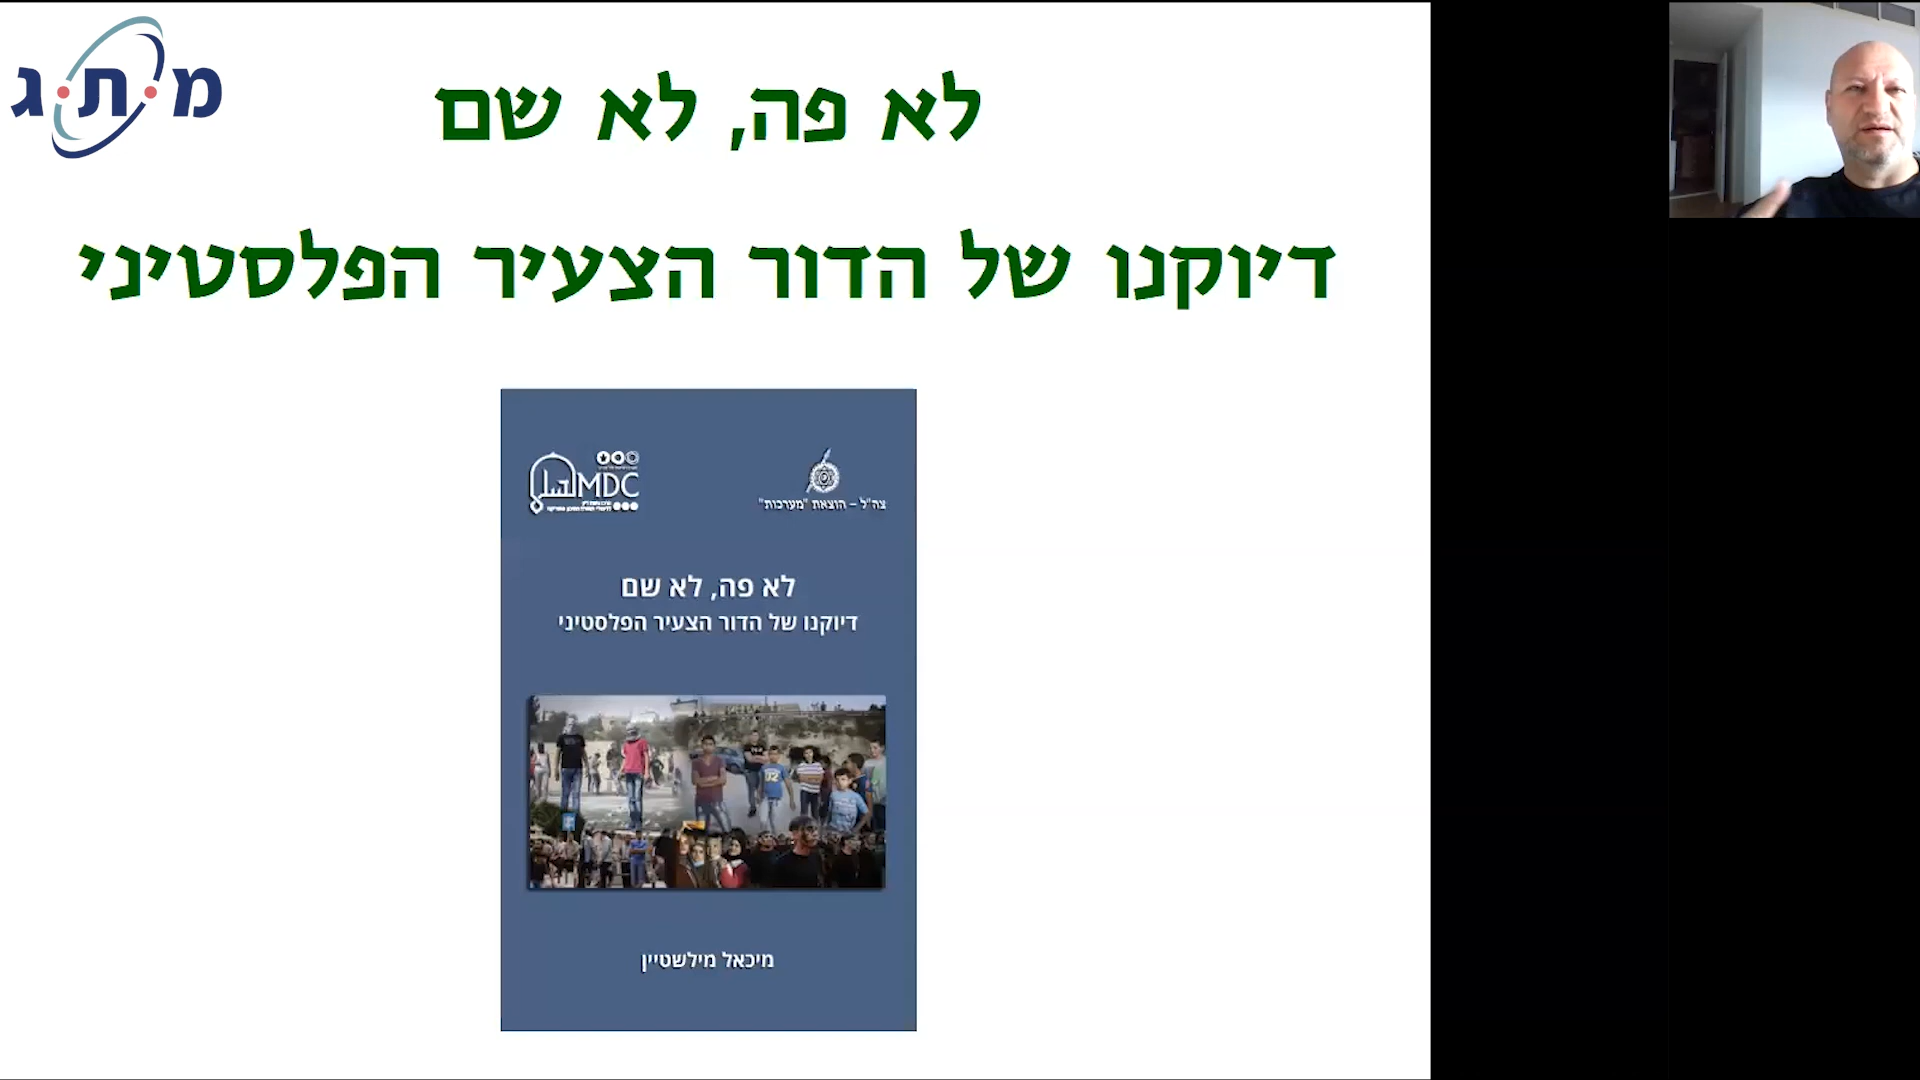 מ.ת.ג
לא פה, לא שם
דיוקנו של הדור הצעיר הפלסטיני
MDC
צה"ל – הוצאת "מערכות"
לא פה, לא שם
דיוקנו של הדור הצעיר הפלסטיני
02
מיכאל מילשטיין